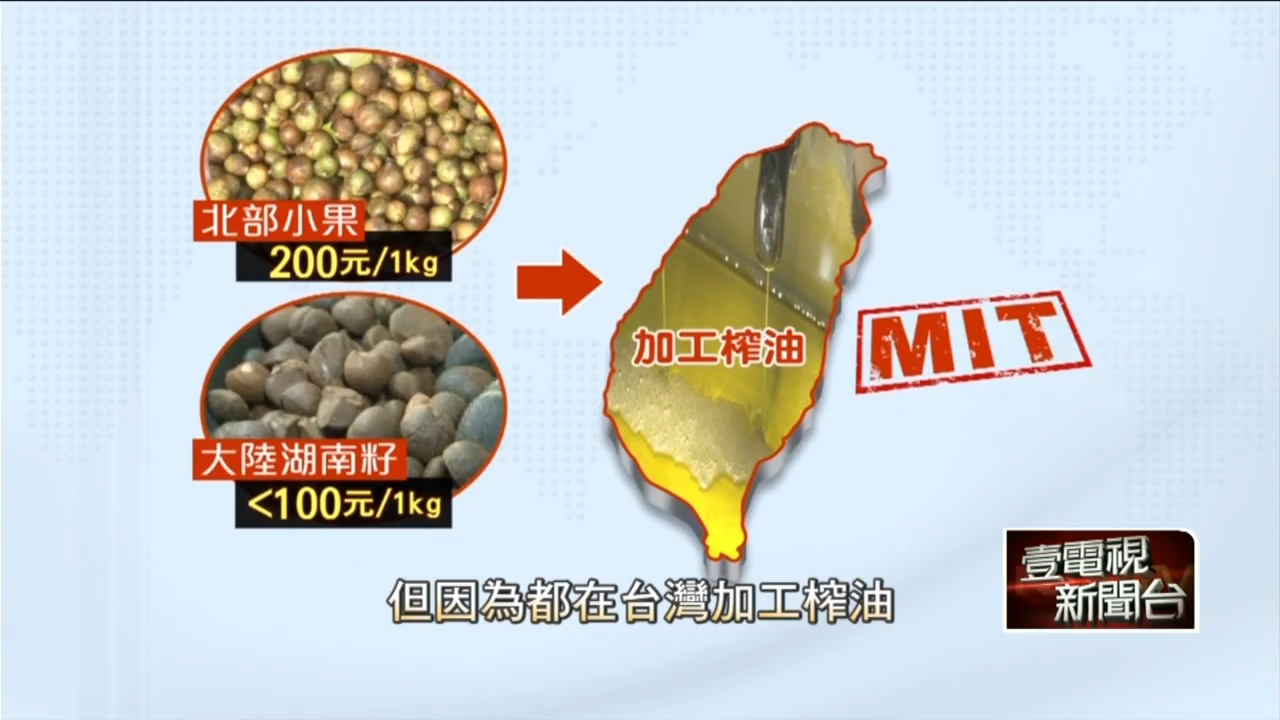 北部小果
200元/1kg
大陸湖南籽
<100元/1kg
加工榨油
MIT
但因為都在台灣加工榨油
壹電視
新聞台